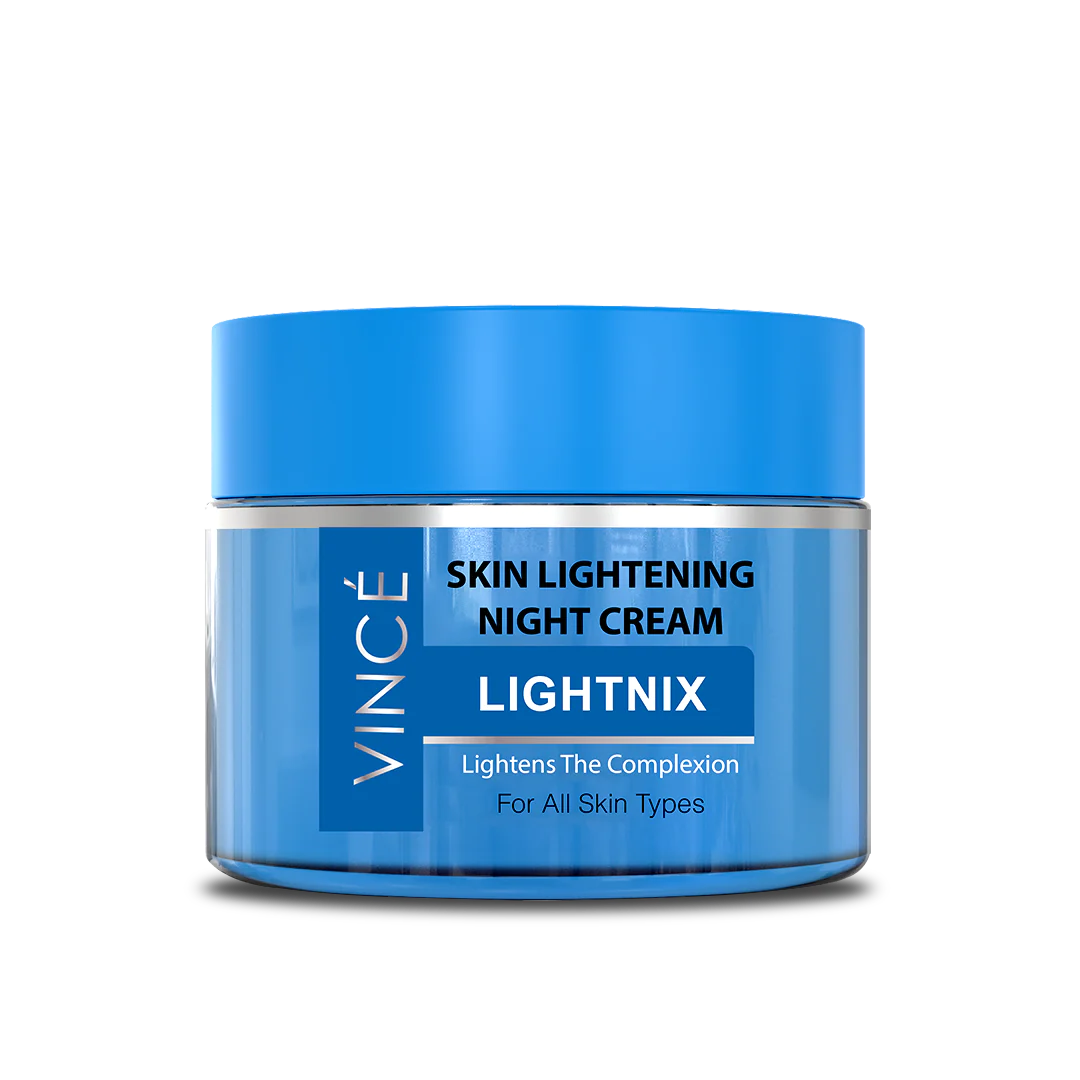 VINCÉ
SKIN LIGHTENING
NIGHT CREAM
LIGHTNIX
Lightens The Complexion
For All Skin Types